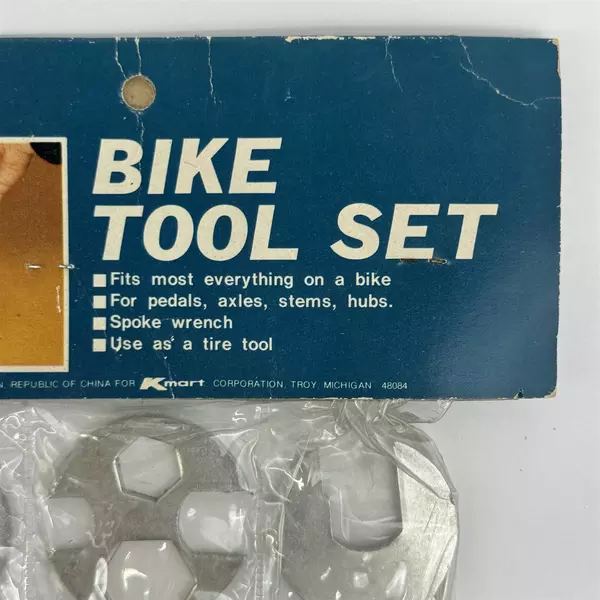 BIKE
TOOL SET
Fits most everything on a bike
For pedals, axles, stems, hubs.
Spoke wrench
Use as a tire tool
REPUBLIC OF CHINA FOR Kmart CORPORATION, TROY, MICHIGAN 48084